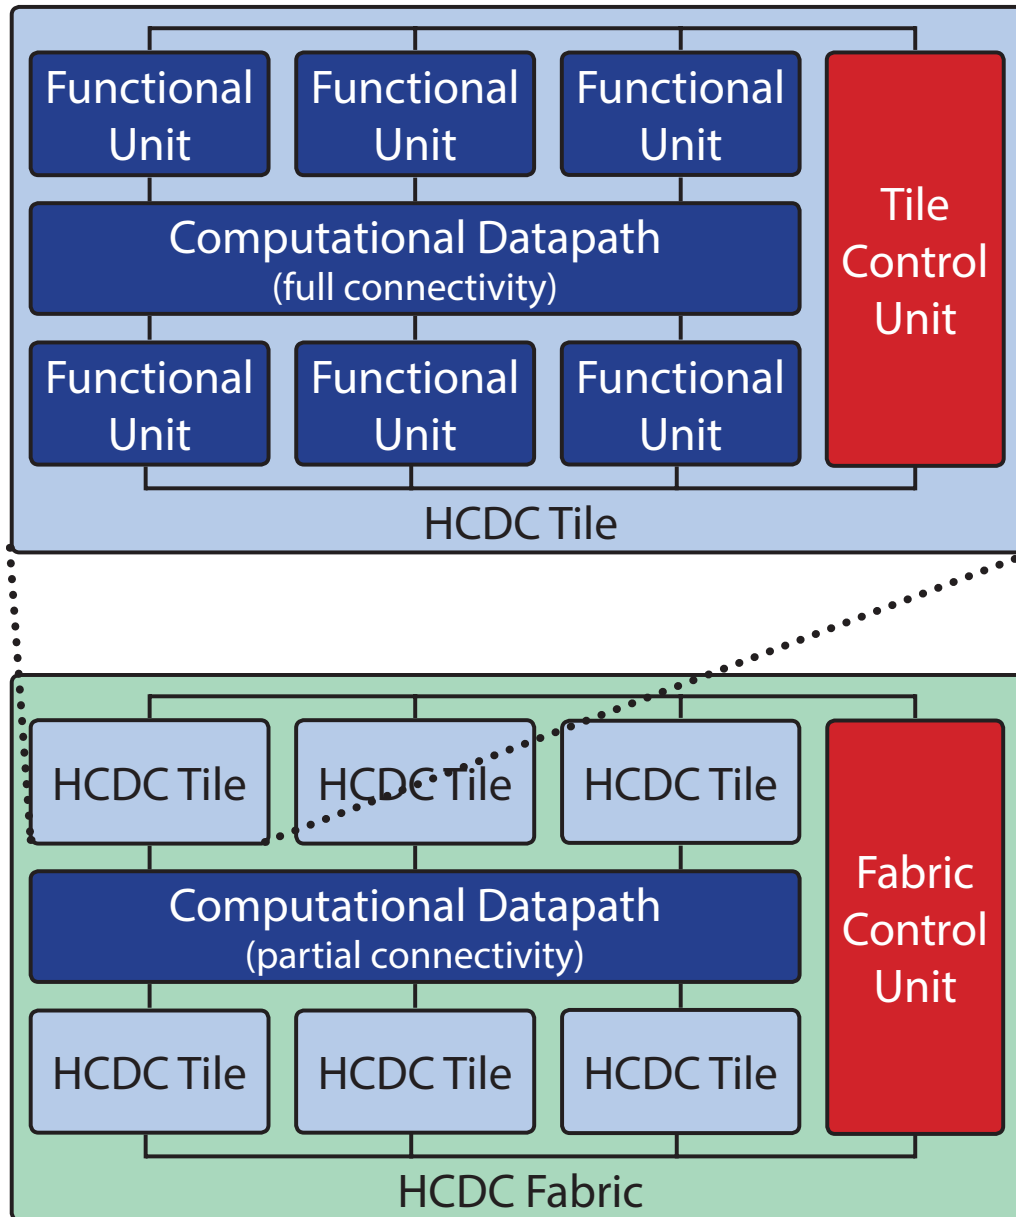 Functional
Unit
Functional
Unit
Functional
Unit
Tile
Control
Unit
Computational Datapath
(full connectivity)
Functional
Unit
Functional
Unit
Functional
Unit
HCDC Tile
HCDC Tile
HCDC Tile
HCDC Tile
Fabric
Control
Unit
Computational Datapath
(partial connectivity)
HCDC Tile
HCDC Tile
HCDC Tile
HCDC Fabric